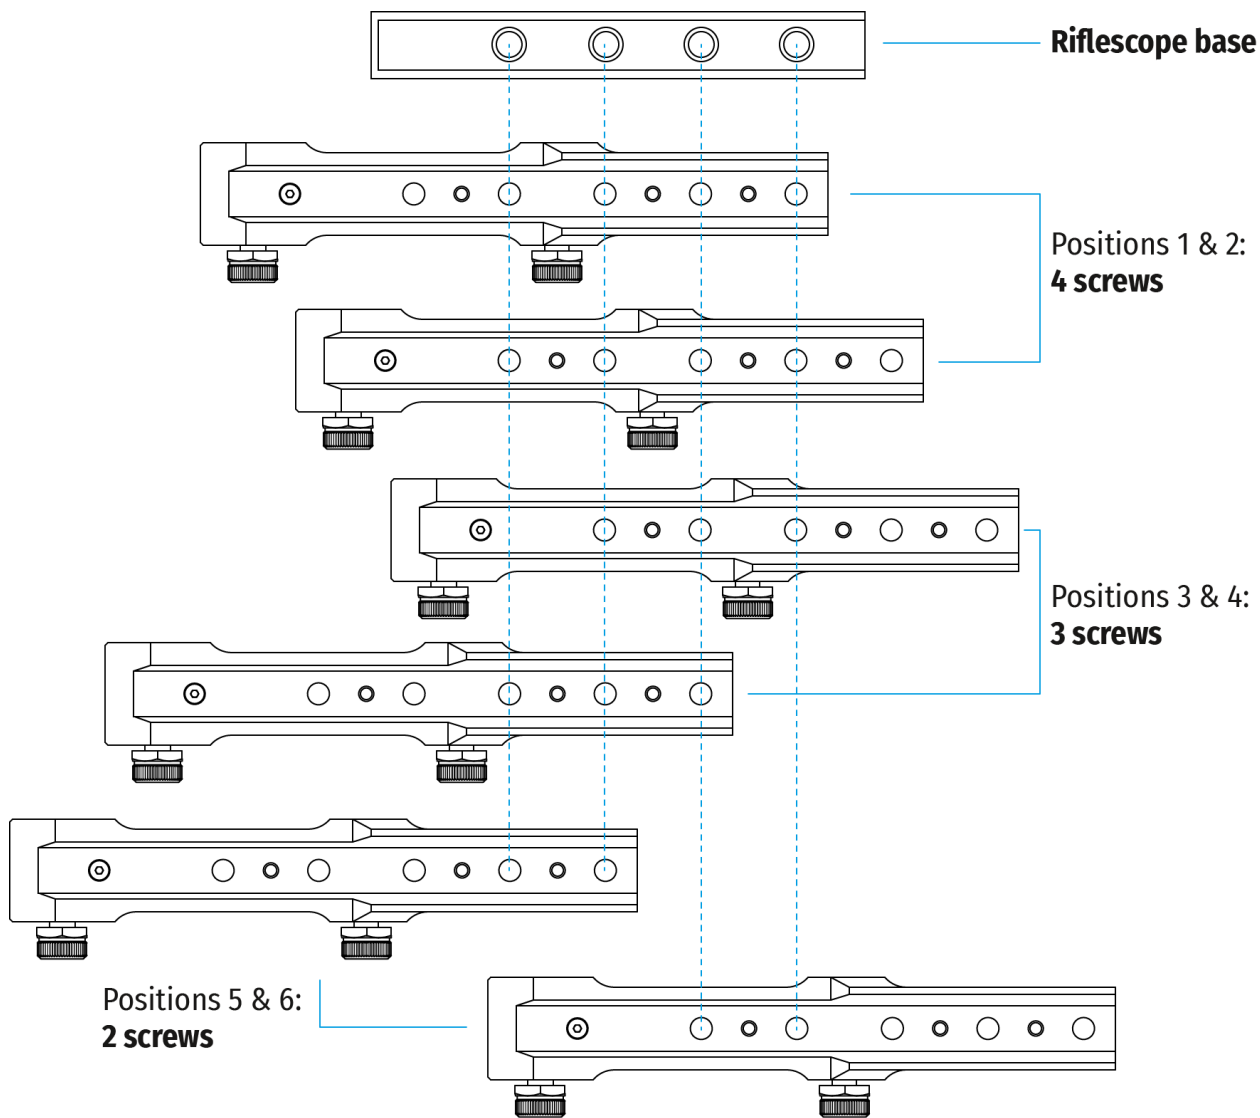 Riflescope base
Positions 1 & 2:
4 screws
Positions 3 & 4:
3 screws
Positions 5 & 6:
2 screws